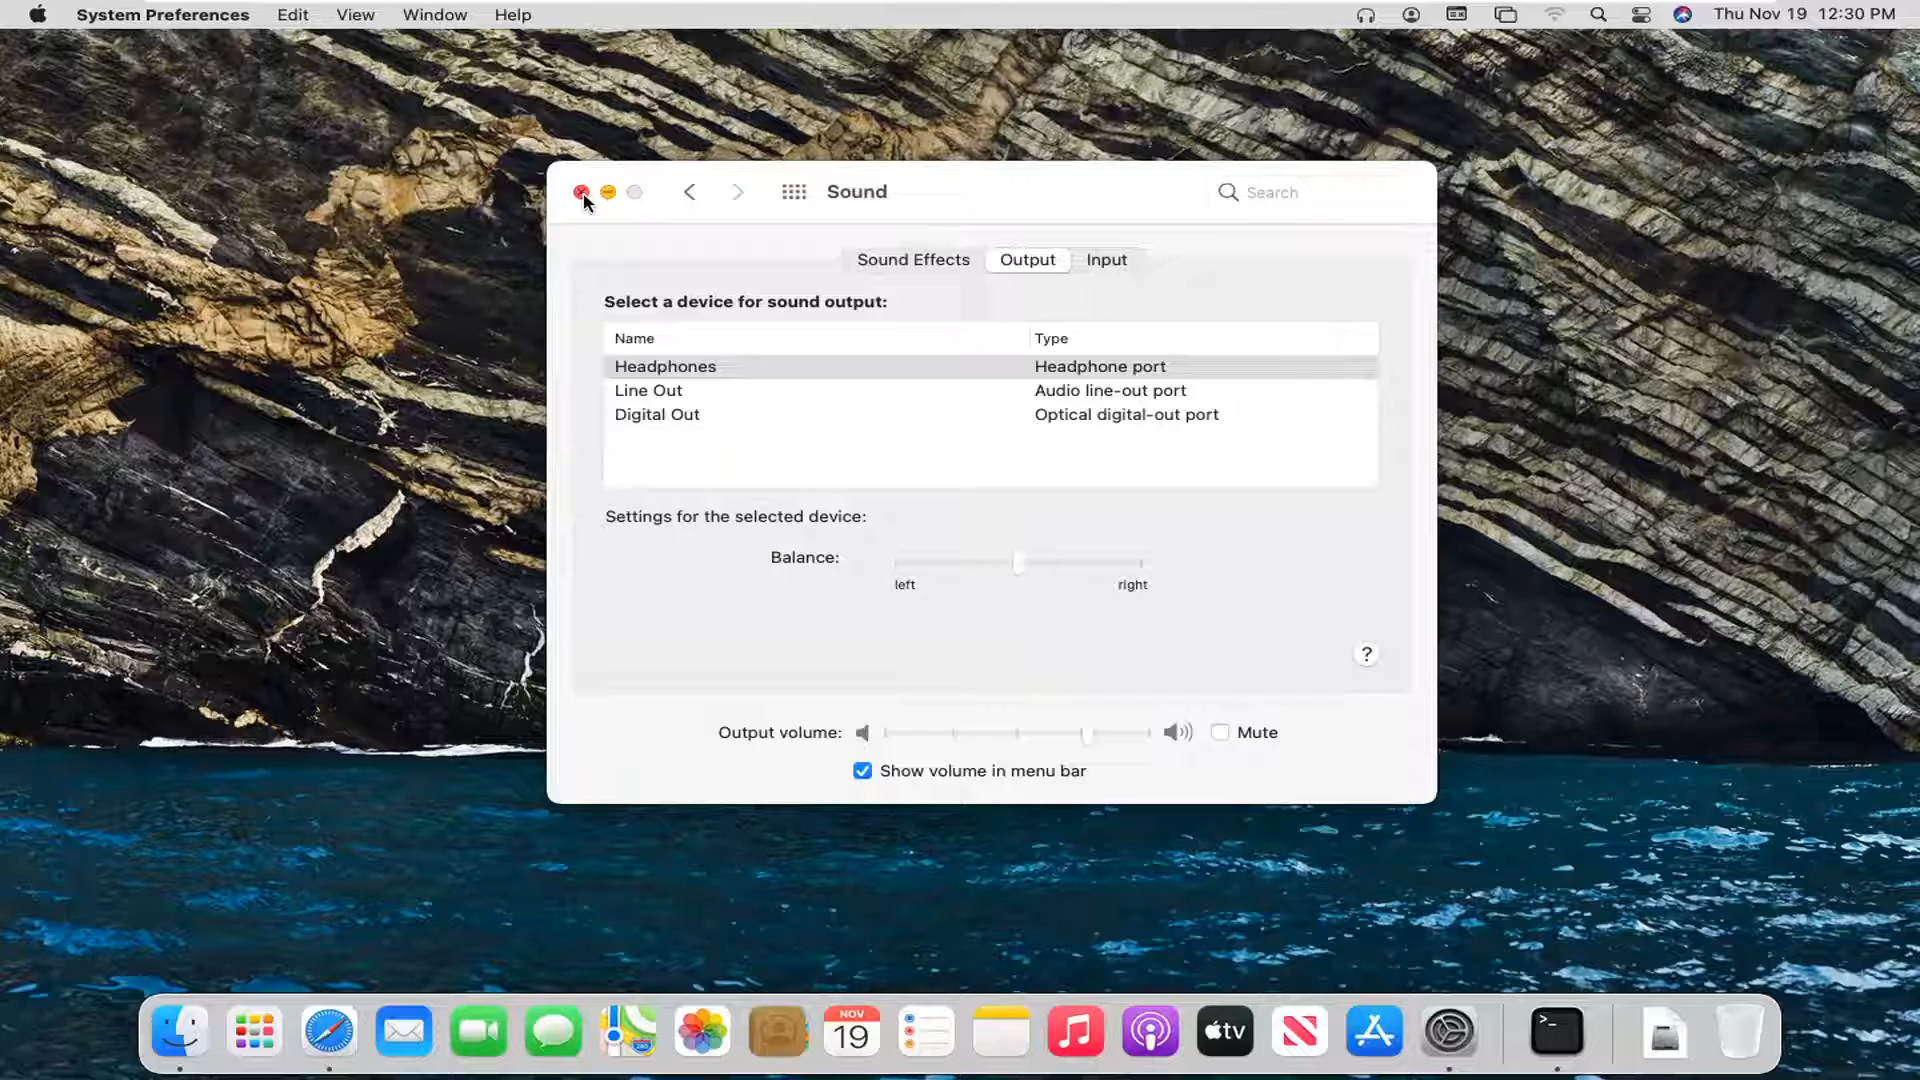 System Preferences Edit View Window Help Thu Nov 19 12:30 PM
Sound Search
Sound Effects Output Input
Select a device for sound output:
Name Type
Headphones Headphone port
Line Out Audio line-out port
Digital Out Optical digital-out port
Settings for the selected device:
Balance:
left right
?
Output volume: Mute
Show volume in menu bar
NOV
19
tv
>_
280